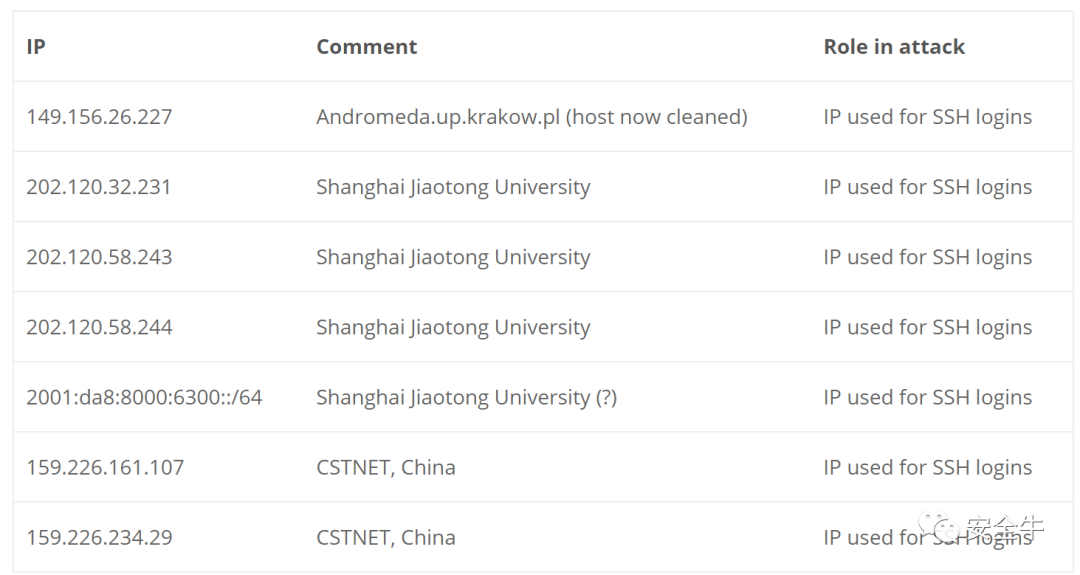 IP Comment Role in attack
149.156.26.227 Andromeda.up.krakow.pl (host now cleaned) IP used for SSH logins
202.120.32.231 Shanghai Jiaotong University IP used for SSH logins
202.120.58.243 Shanghai Jiaotong University IP used for SSH logins
202.120.58.244 Shanghai Jiaotong University IP used for SSH logins
2001:da8:8000:6300::/64 Shanghai Jiaotong University (?) IP used for SSH logins
159.226.161.107 CSTNET, China IP used for SSH logins
159.226.234.29 CSTNET, China IP used for SSH logins
安全牛